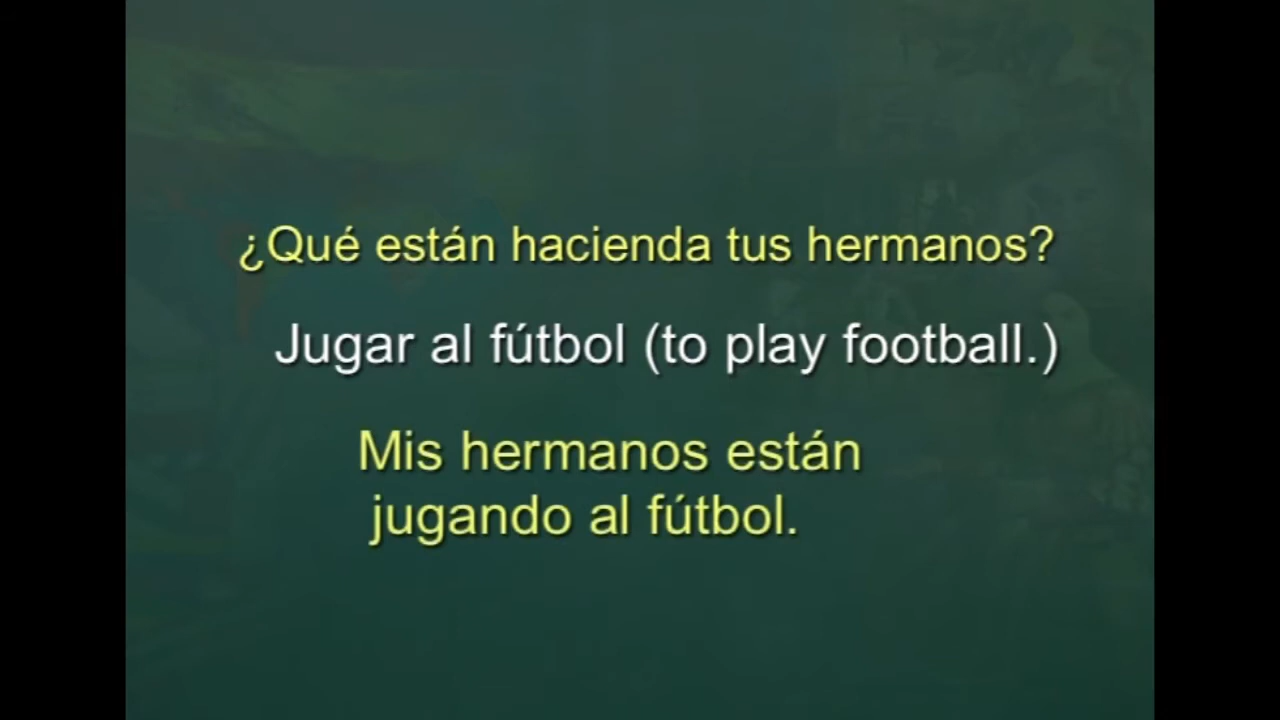 ¿Qué están hacienda tus hermanos?
Jugar al fútbol (to play football.)
Mis hermanos están
jugando al fútbol.